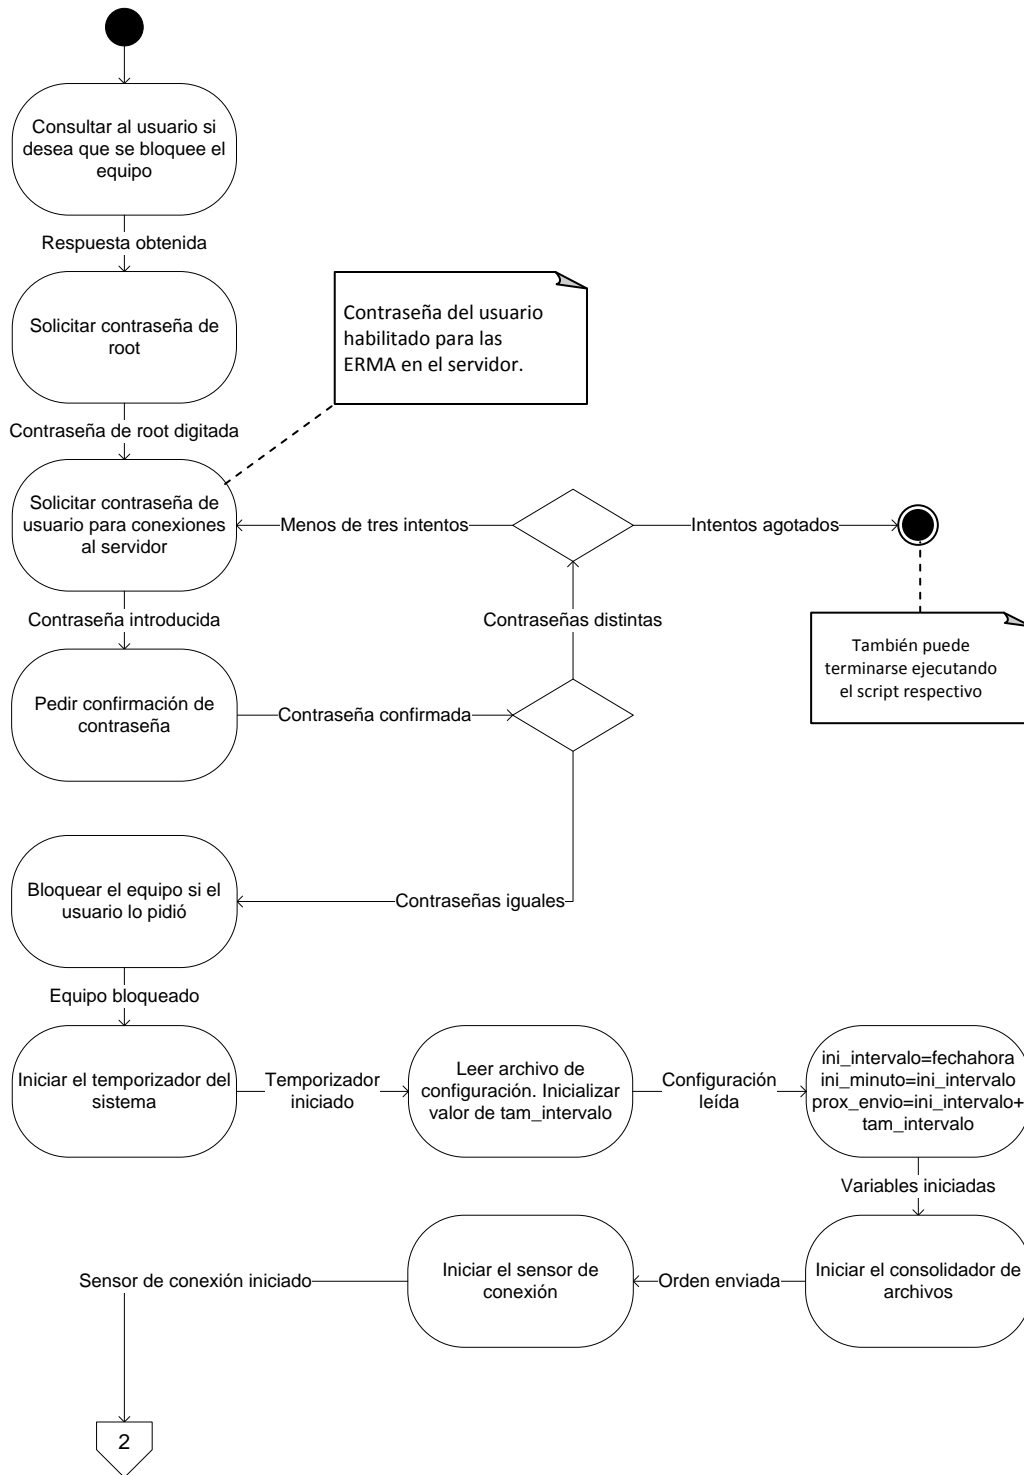 Consultar al usuario si
desea que se bloquee el
equipo
Respuesta obtenida
Solicitar contraseña de
root
Contraseña del usuario
habilitado para las
ERMA en el servidor.
Contraseña de root digitada
Solicitar contraseña de
usuario para conexiones
al servidor
Menos de tres intentos
Intentos agotados
Contraseña introducida
Contraseñas distintas
También puede
terminarse ejecutando
el script respectivo
Pedir confirmación de
contraseña
Contraseña confirmada
Bloquear el equipo si el
usuario lo pidió
Contraseñas iguales
Equipo bloqueado
Iniciar el temporizador del
sistema
Temporizador
iniciado
Leer archivo de
configuración. Inicializar
valor de tam_intervalo
Configuración
leída
ini_intervalo=fechahora
ini_minuto=ini_intervalo
prox_envio=ini_intervalo+
tam_intervalo
Variables iniciadas
Iniciar el consolidador de
archivos
Orden enviada
Iniciar el sensor de
conexión
Sensor de conexión iniciado
2